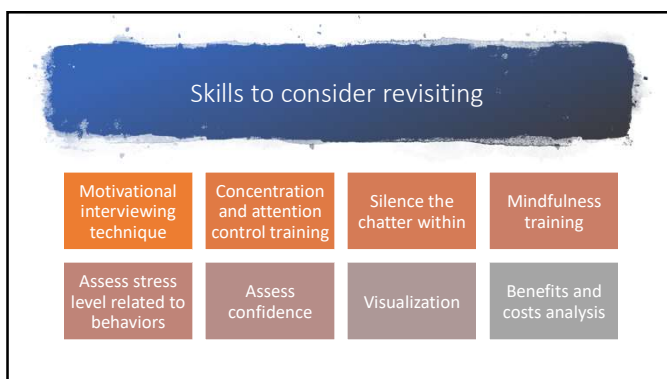 Skills to consider revisiting
Motivational
interviewing
technique
Concentration
and attention
control training
Silence the
chatter within
Mindfulness
training
Assess stress
level related to
behaviors
Assess
confidence
Visualization
Benefits and
costs analysis